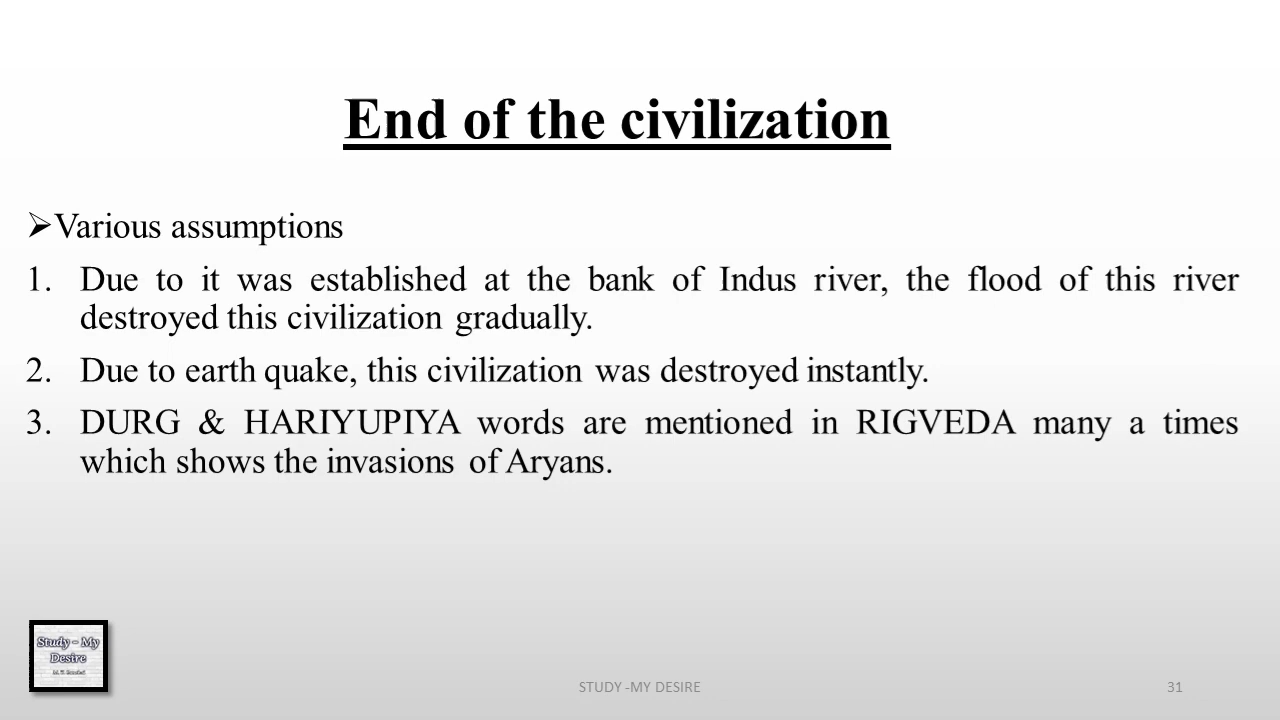 End of the civilization
➢Various assumptions
1. Due to it was established at the bank of Indus river, the flood of this river
destroyed this civilization gradually.
2. Due to earth quake, this civilization was destroyed instantly.
3. DURG & HARIYUPIYA words are mentioned in RIGVEDA many a times
which shows the invasions of Aryans.
Study - My
Desire
STUDY -MY DESIRE
31